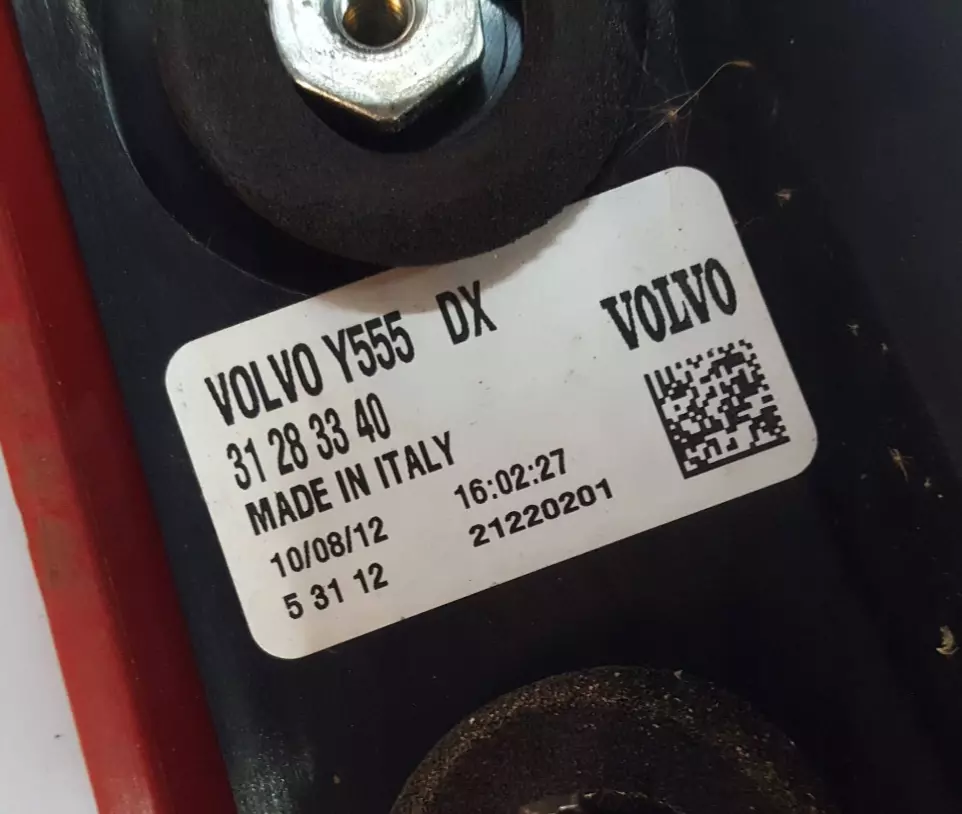 VOLVO Y555 DX
VOLVO
31 28 33 40
MADE IN ITALY
10/08/12 16:02:27
5 31 12 21220201